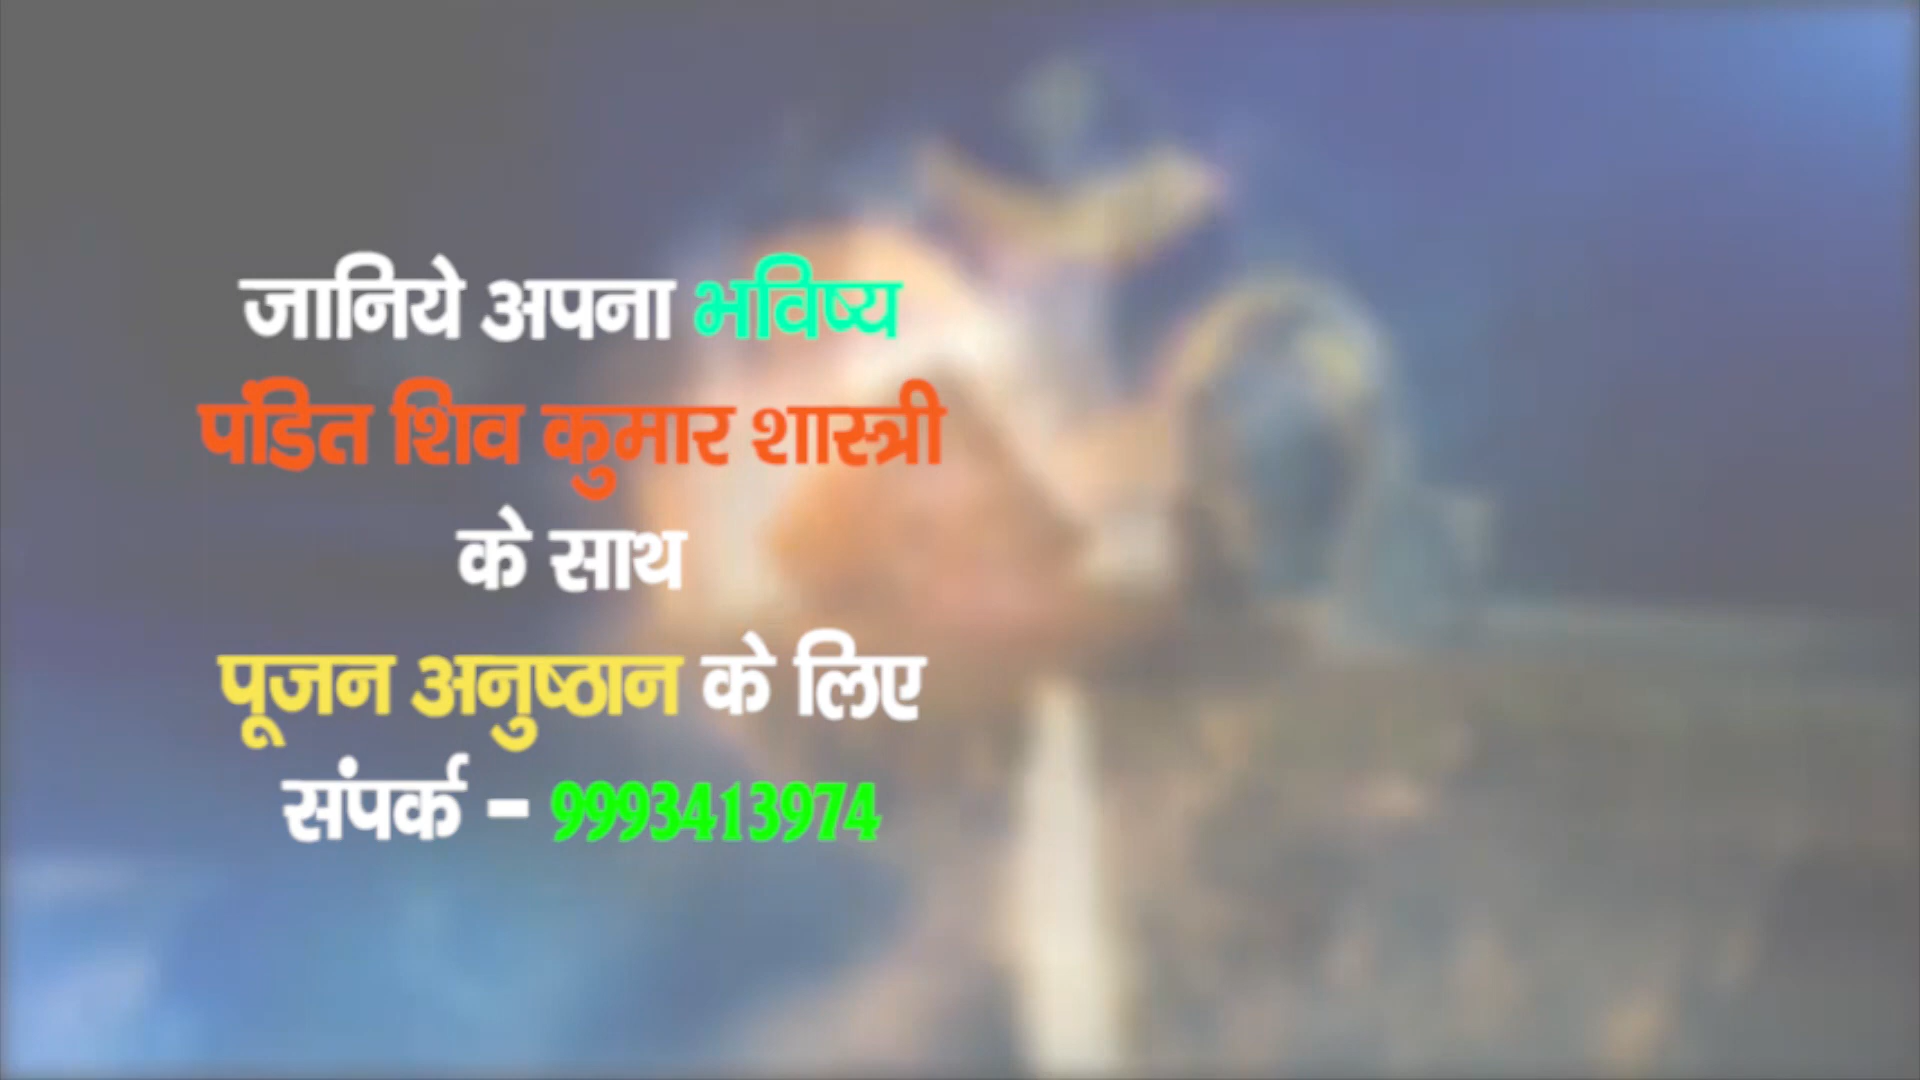 जानिये अपना भविष्य
पंडित शिव कुमार शास्त्री
के साथ
पूजन अनुष्ठान के लिए
संपर्क - 9993413974